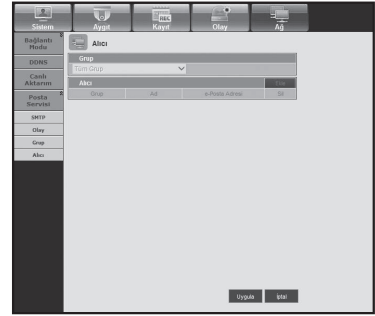 Sistem Aygıt Kayıt Olay Ağ
REC
Bağlantı Modu
DDNS
Canlı Aktarım
Posta Servisi
SMTP
Olay
Grup
Alıcı
Alıcı
Grup
Tüm Grup
Alıcı
Grup Adı e-Posta Adresi Sil
Uygula İptal